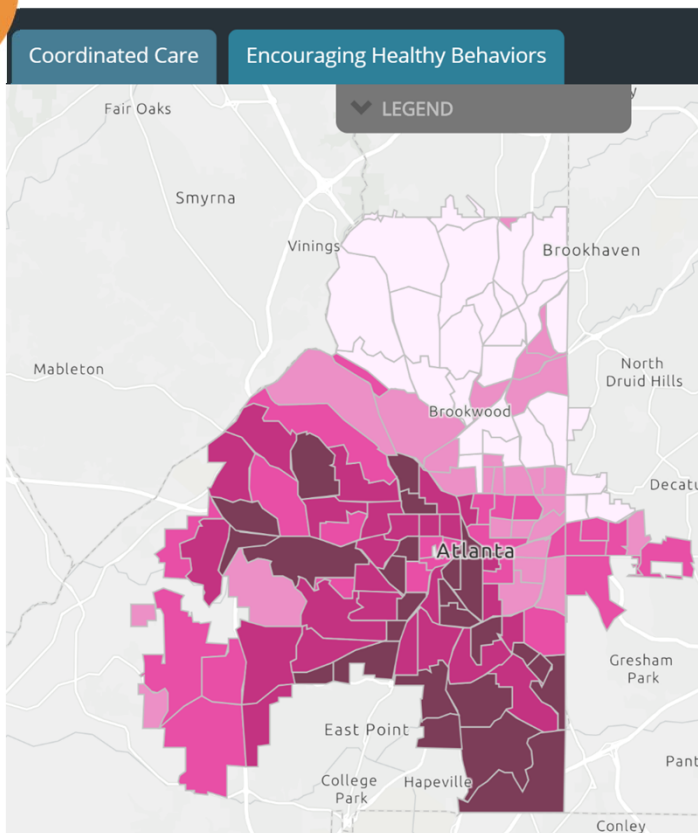 Coordinated Care
Encouraging Healthy Behaviors
LEGEND
Fair Oaks
Smyrna
Vinings
Brookhaven
Mableton
North
Druid Hills
Brookwood
Decatu
Atlanta
Gresham
Park
East Point
Pant
College
Park
Hapeville
Conley